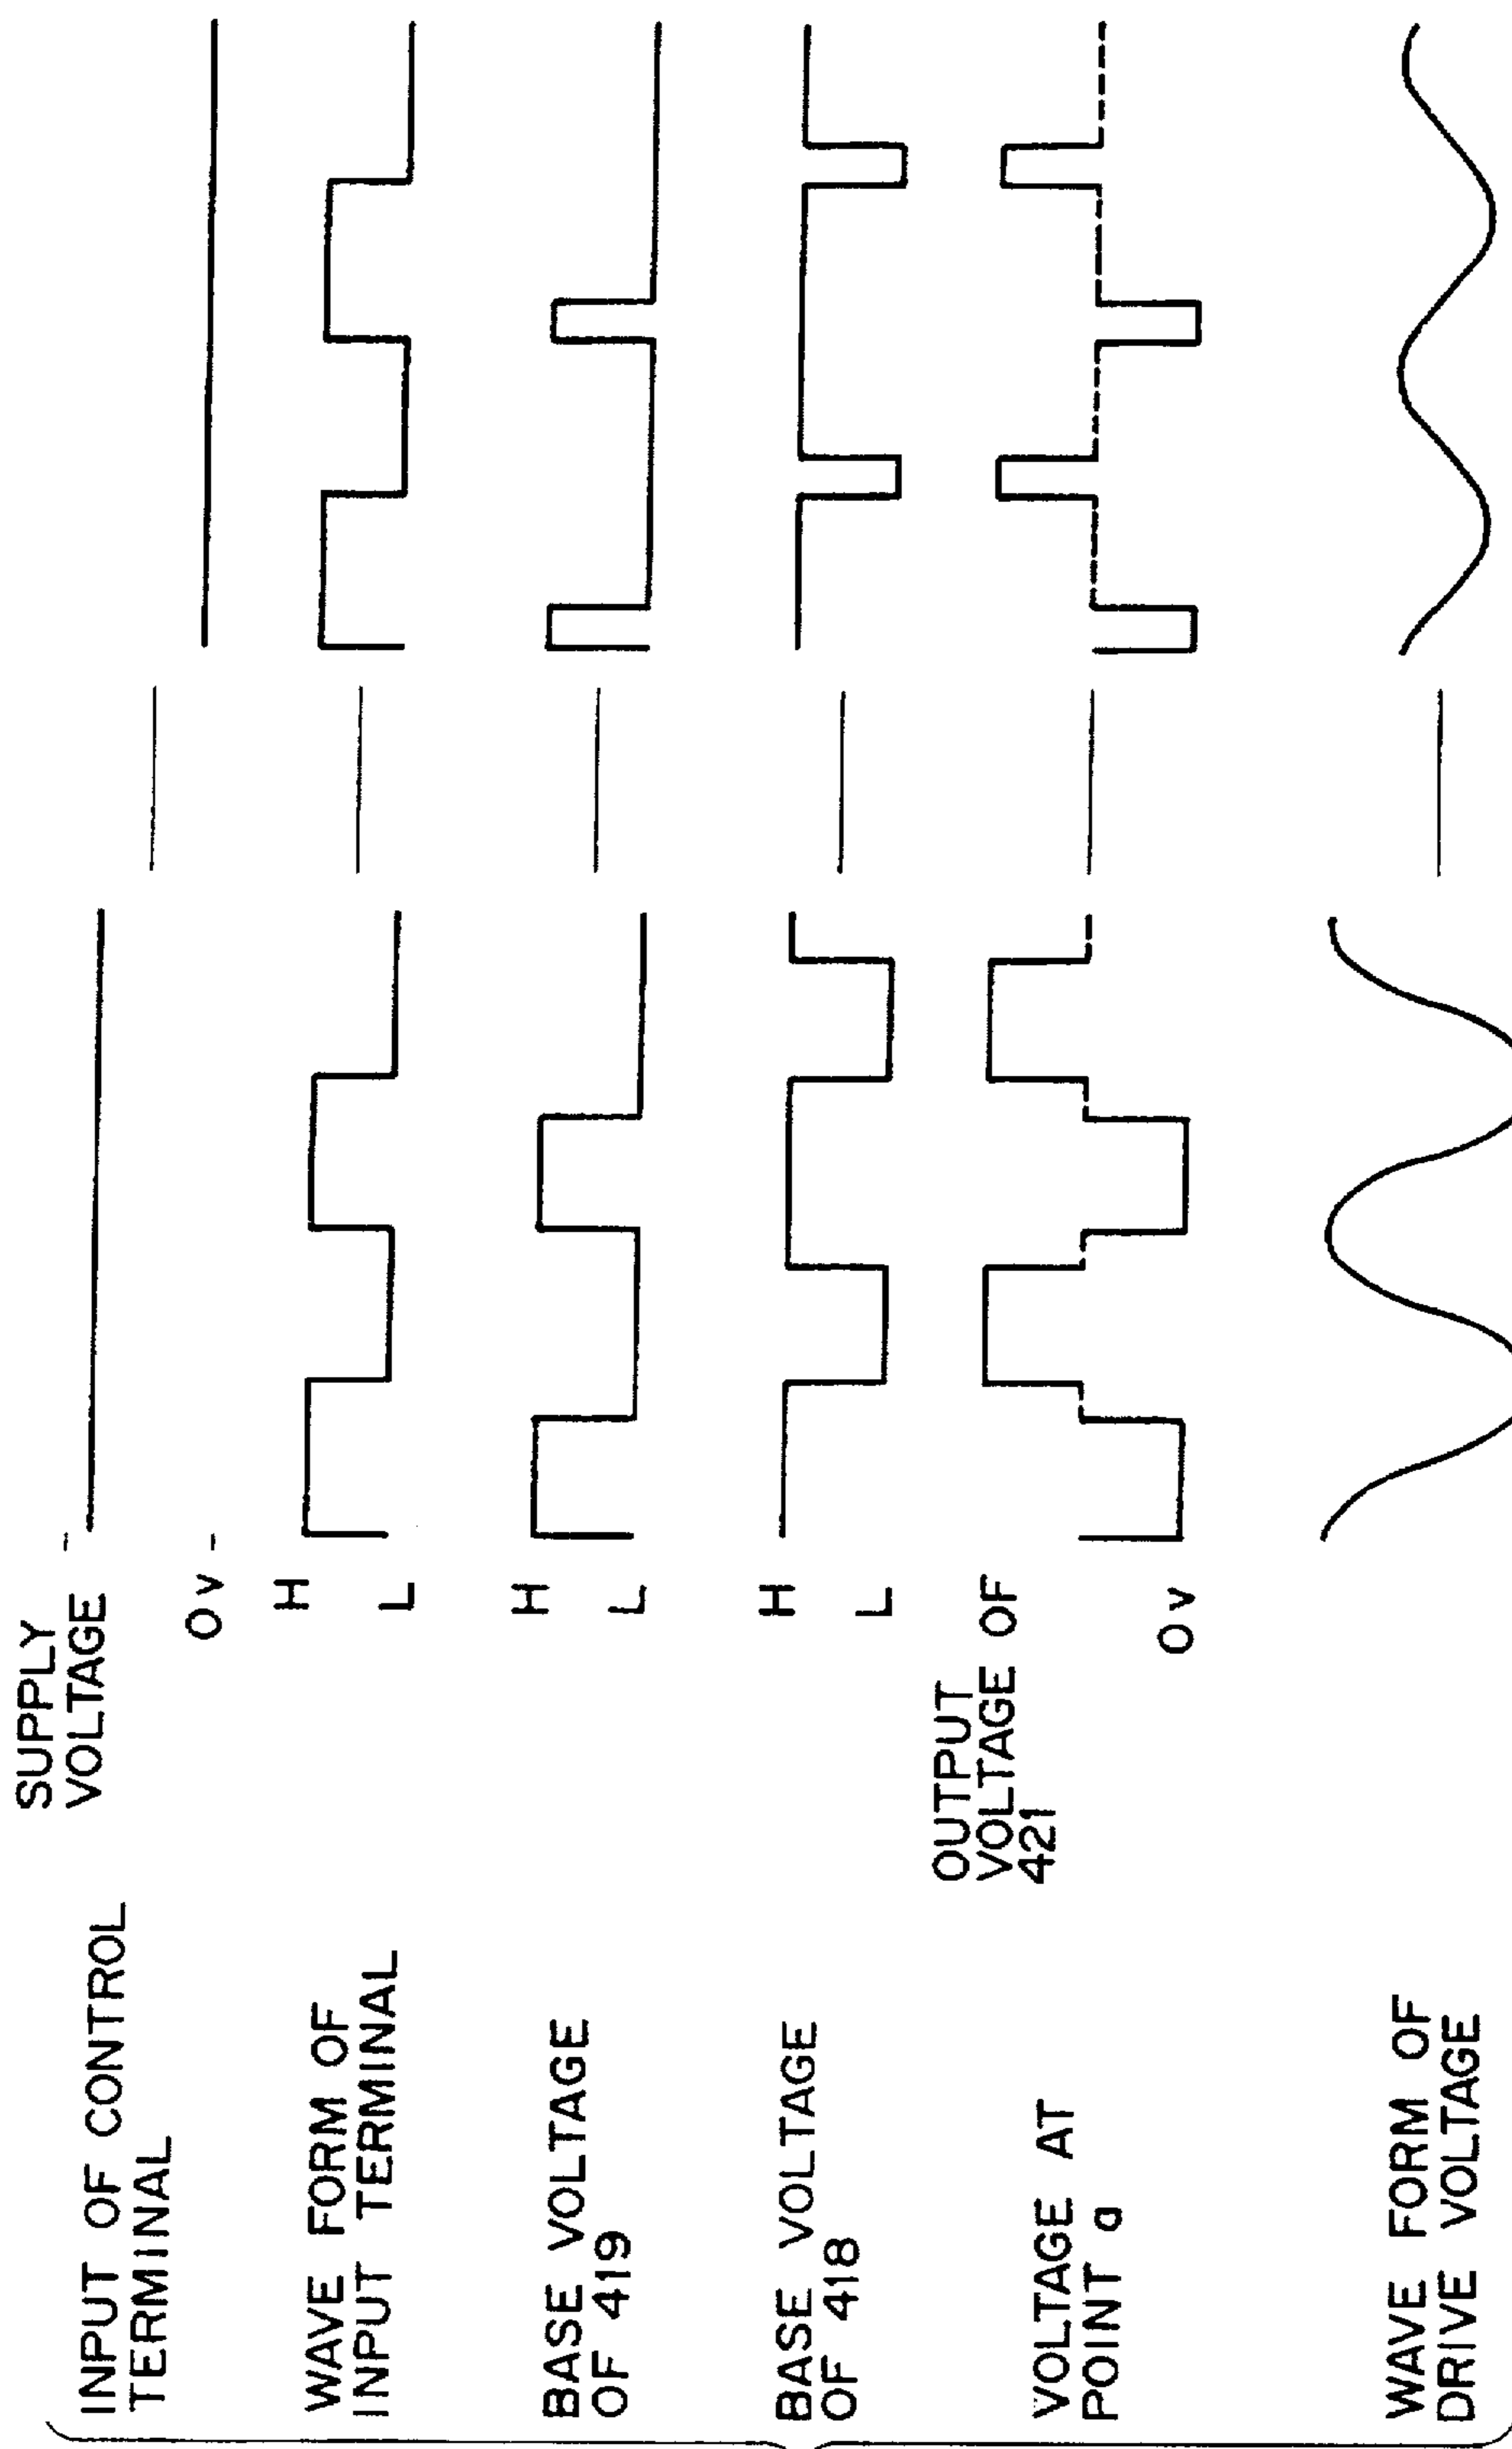 INPUT OF CONTROL
TERMINAL
SUPPLY
VOLTAGE
0 V
WAVE FORM OF
INPUT TERMINAL
H
L
BASE VOLTAGE
OF 419
H
L
BASE VOLTAGE
OF 418
H
L
VOLTAGE AT
POINT a
OUTPUT
VOLTAGE OF
421
0 V
WAVE FORM OF
DRIVE VOLTAGE